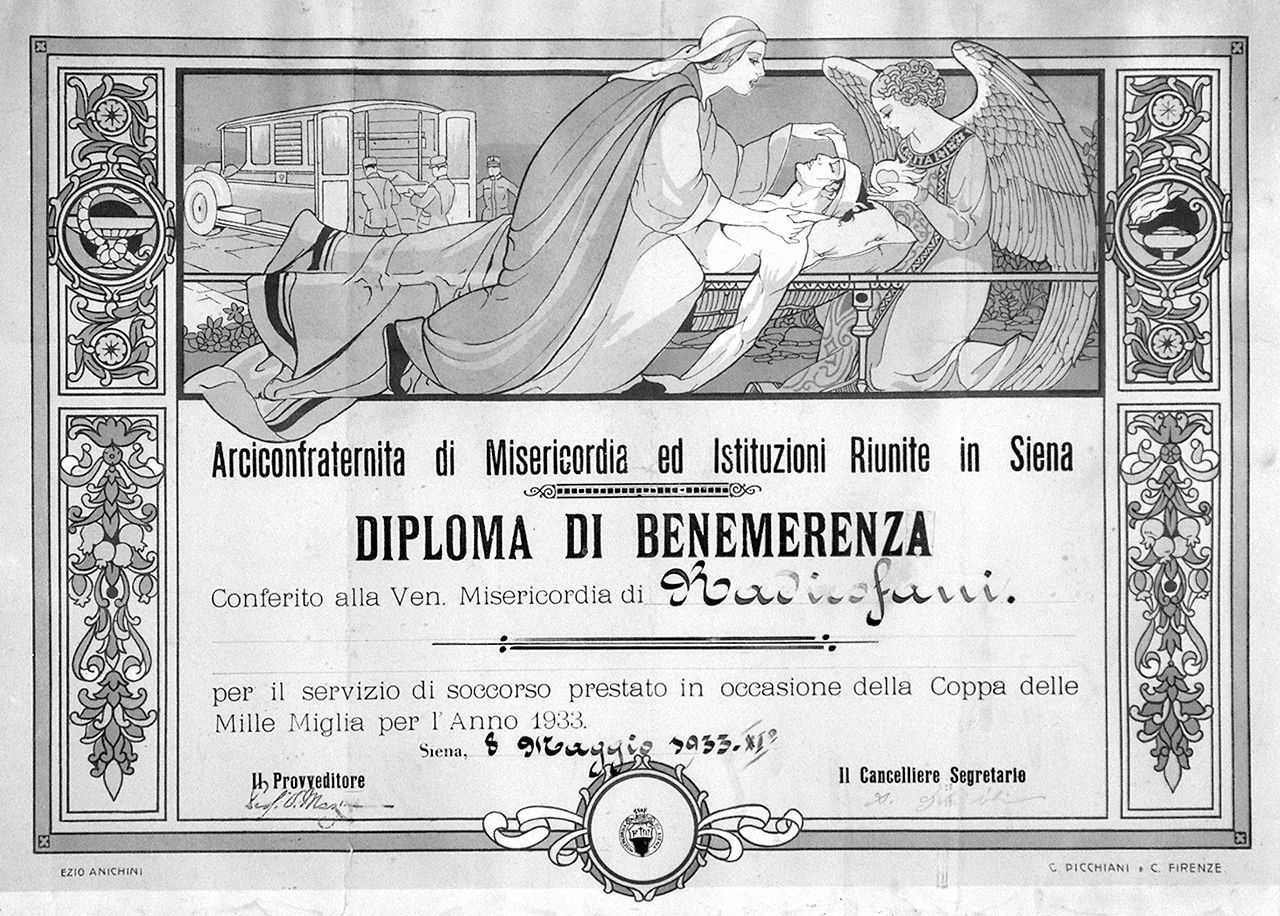 Arciconfraternita di Misericordia ed Istituzioni Riunite in Siena
DIPLOMA DI BENEMERENZA
Conferito alla Ven. Misericordia di Radicofani.
per il servizio di soccorso prestato in occasione della Coppa delle
Mille Miglia per l'Anno 1933.
Siena, 8 Maggio 1933. XI°
Il Provveditore
Il Cancelliere Segretario
EZIO ANICHINI
C. PICCHIANI e C. FIRENZE.